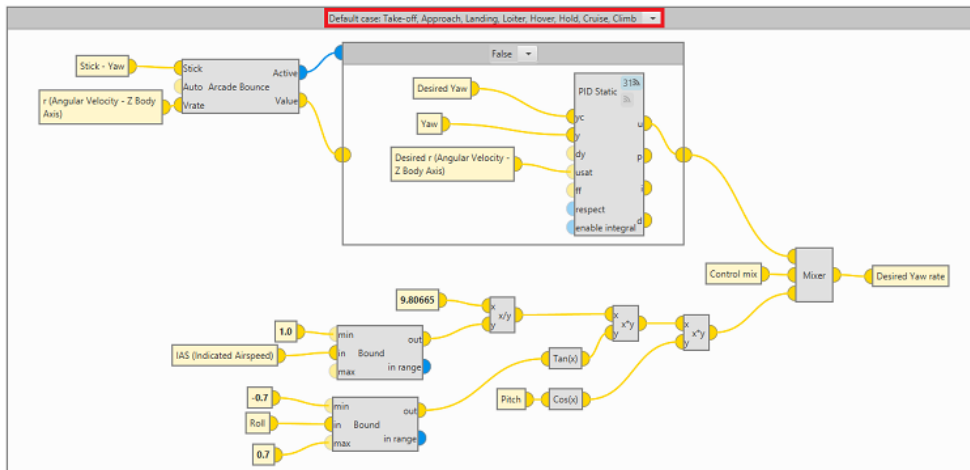 Default case: Take-off, Approach, Landing, Loiter, Hover, Hold, Cruise, Climb
False
Stick - Yaw
Stick
Active
Auto Arcade Bounce
Value
Vrate
r (Angular Velocity - Z Body
Axis)
Desired Yaw
Yaw
Desired r (Angular Velocity -
Z Body Axis)
PID Static
yc
u
y
dy
p
usat
ff
i
respect
d
enable integral
Control mix
Mixer
Desired Yaw rate
9.80665
x
x/y
y
x
x*y
y
x
x*y
y
1.0
min
out
IAS (Indicated Airspeed)
in
Bound
in range
max
Tan(x)
-0.7
min
out
Roll
in
Bound
in range
0.7
max
Pitch
Cos(x)